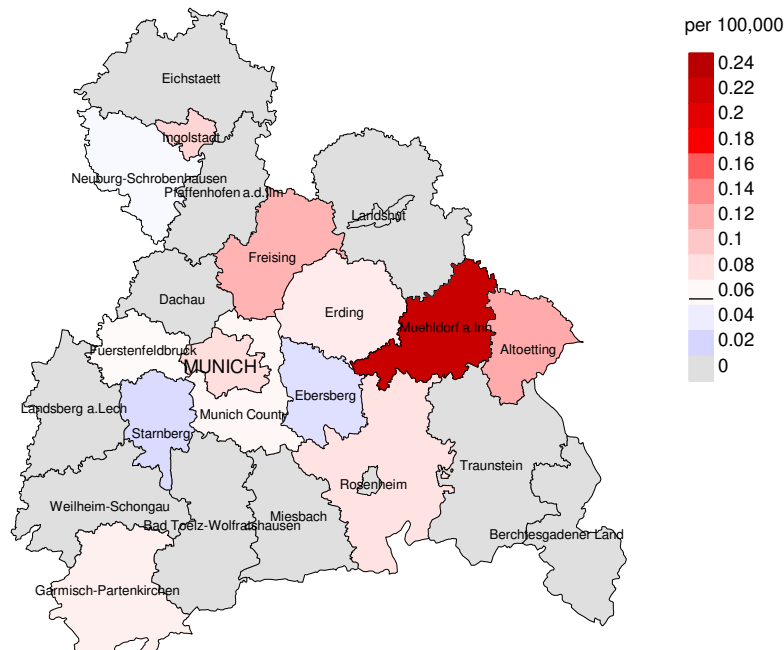 per 100,000
0.24
0.22
0.2
0.18
0.16
0.14
0.12
0.1
0.08
0.06
0.04
0.02
0
Eichstaett
Ingolstadt
Neuburg-Schrobenhausen
Pfaffenhofen a.d.Ilm
Landshut
Freising
Dachau
Erding
Muehldorf a.Inn
Altoetting
Fuerstenfeldbruck
MUNICH
Ebersberg
Landsberg a.Lech
Munich County
Starnberg
Traunstein
Rosenheim
Weilheim-Schongau
Miesbach
Bad Toelz-Wolfratshausen
Berchtesgadener Land
Garmisch-Partenkirchen